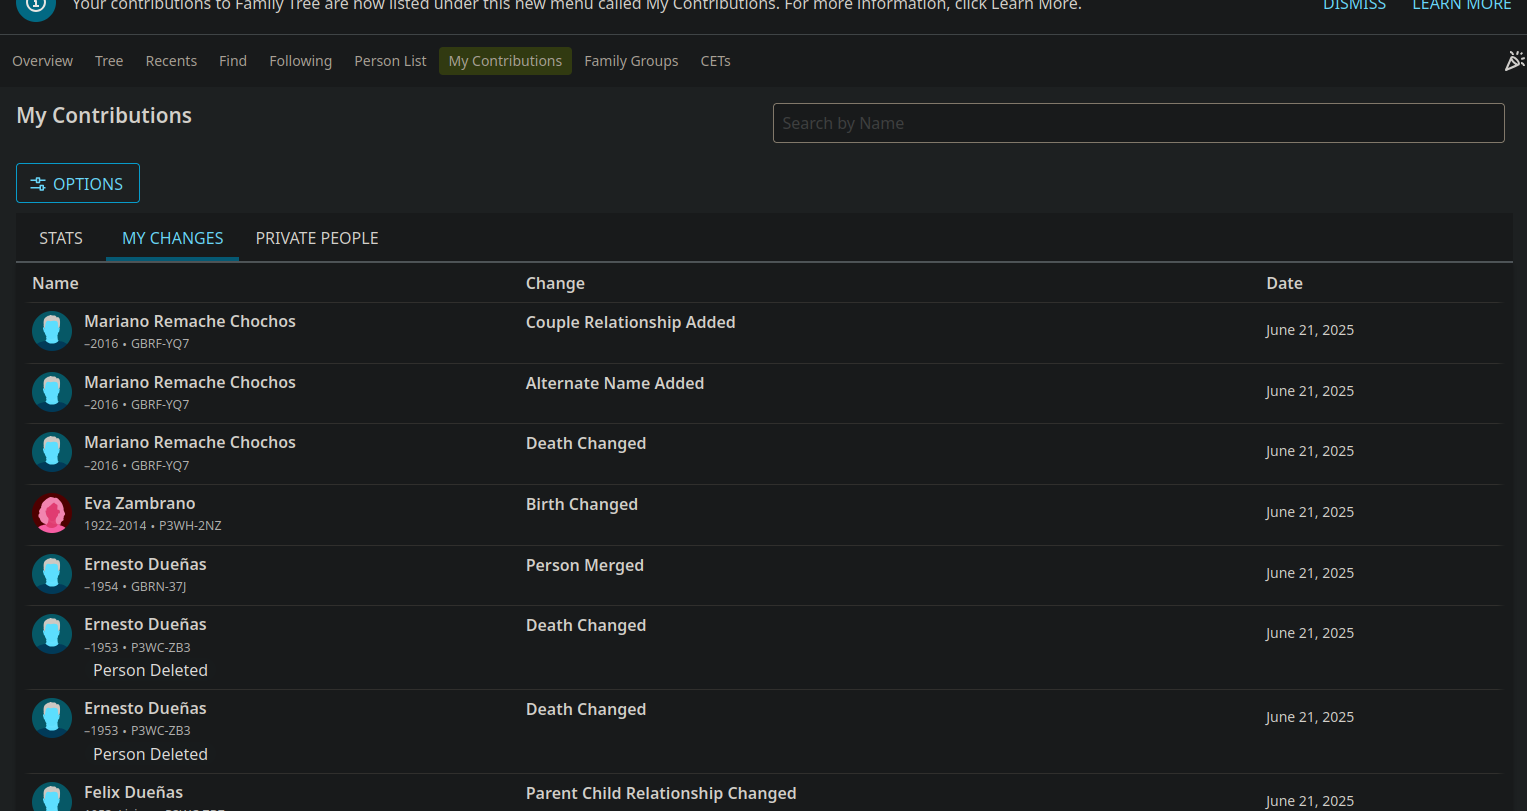 Your contributions to Family Tree are now listed under this new menu called My Contributions. For more information, click Learn More. DISMISS LEARN MORE
Overview Tree Recents Find Following Person List My Contributions Family Groups CETs
My Contributions
Search by Name
OPTIONS
STATS MY CHANGES PRIVATE PEOPLE
Name Change Date
Mariano Remache Chochos Couple Relationship Added June 21, 2025
–2016 • GBRF-YQ7
Mariano Remache Chochos Alternate Name Added June 21, 2025
–2016 • GBRF-YQ7
Mariano Remache Chochos Death Changed June 21, 2025
–2016 • GBRF-YQ7
Eva Zambrano Birth Changed June 21, 2025
1922–2014 • P3WH-2NZ
Ernesto Dueñas Person Merged June 21, 2025
–1954 • GBRN-37J
Ernesto Dueñas Death Changed June 21, 2025
–1953 • P3WC-ZB3
Person Deleted
Ernesto Dueñas Death Changed June 21, 2025
–1953 • P3WC-ZB3
Person Deleted
Felix Dueñas Parent Child Relationship Changed June 21, 2025